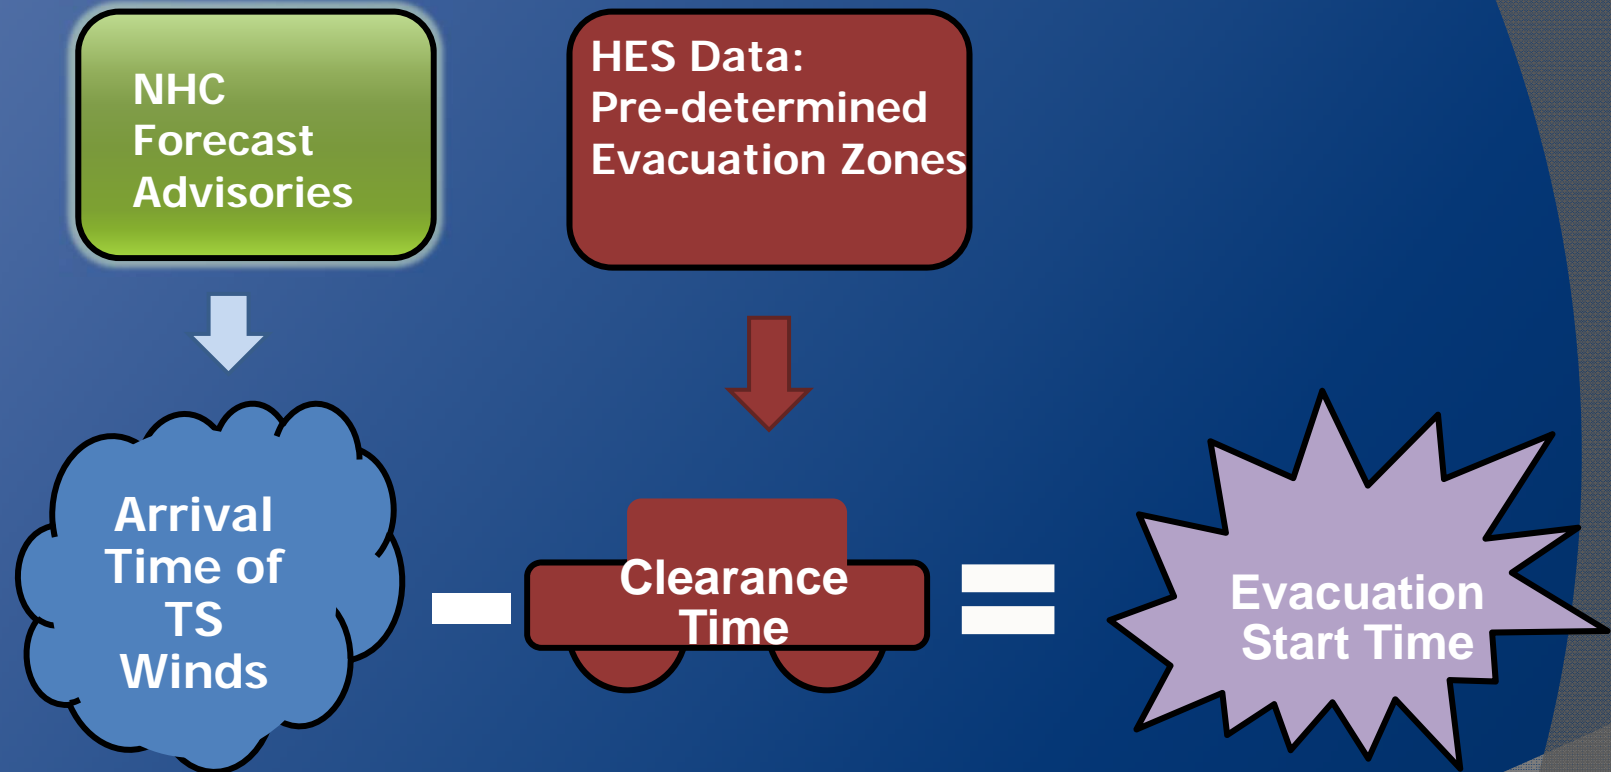 NHC
Forecast
Advisories
HES Data:
Pre-determined
Evacuation Zones
Arrival
Time of
TS
Winds
Clearance
Time
Evacuation
Start Time